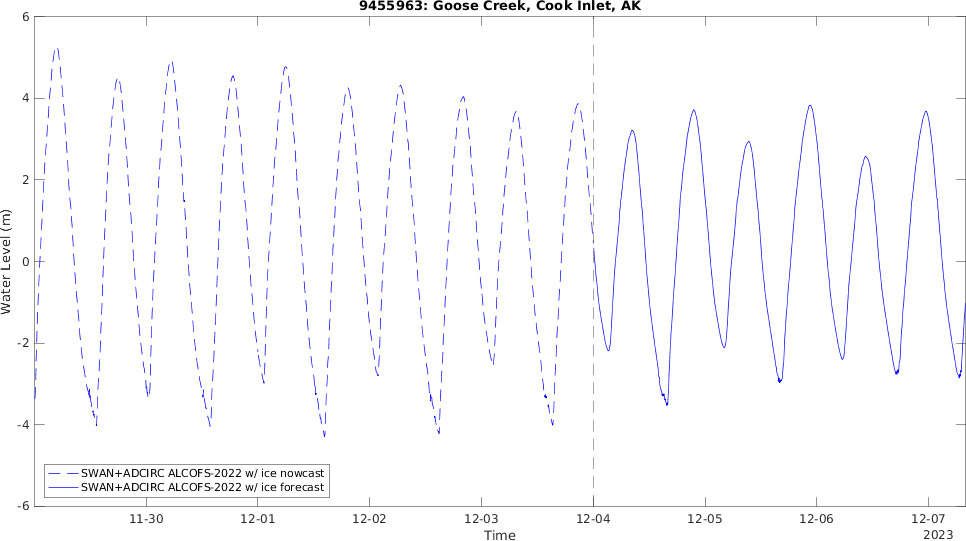 9455963: Goose Creek, Cook Inlet, AK
6
4
2
0
-2
-4
-6
Water Level (m)
SWAN+ADCIRC ALCOFS-2022 w/ ice nowcast
SWAN+ADCIRC ALCOFS-2022 w/ ice forecast
11-30 12-01 12-02 12-03 12-04 12-05 12-06 12-07
Time
2023